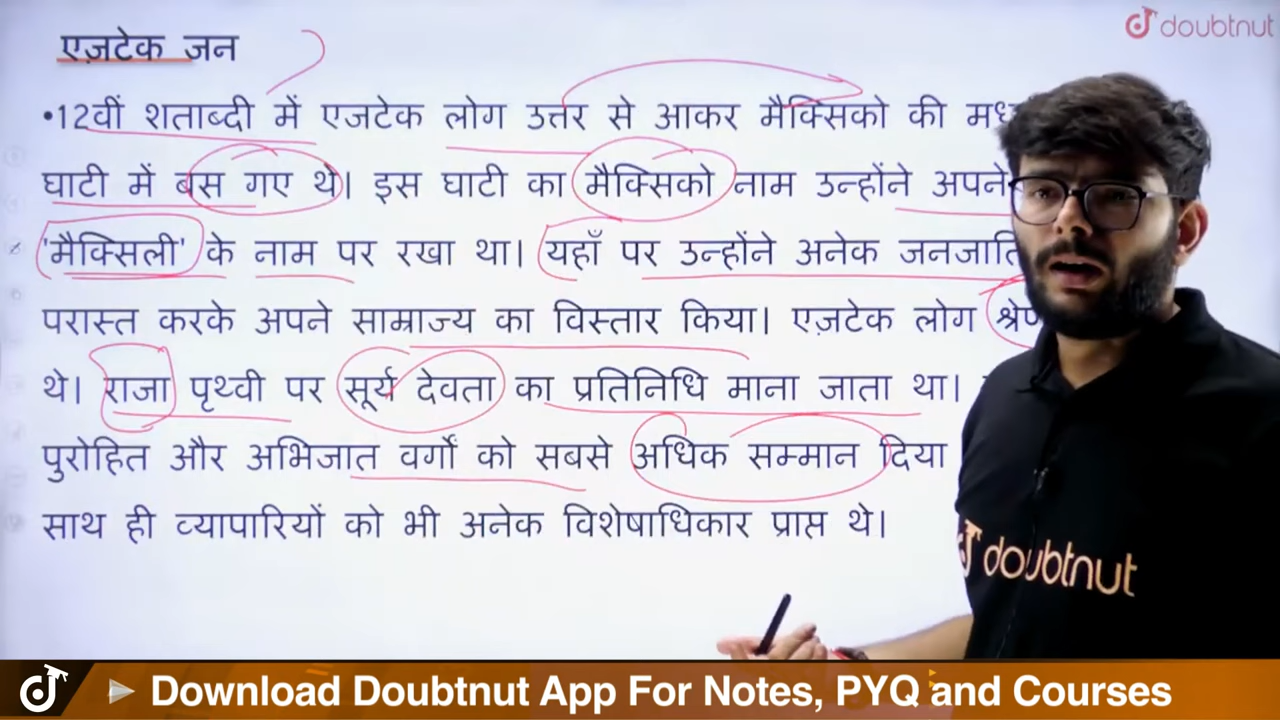 एज़टेक जन
doubtnut
•12वीं शताब्दी में एजटेक लोग उत्तर से आकर मैक्सिको की
घाटी में बस गए थे। इस घाटी का मैक्सिको नाम उन्होंने अपने
'मैक्सिली' के नाम पर रखा था। यहाँ पर उन्होंने अनेक
परास्त करके अपने साम्राज्य का विस्तार किया। एज़टेक लोग
थे। राजा पृथ्वी पर सूर्य देवता का प्रतिनिधि माना जाता था।
पुरोहित और अभिजात वर्गों को सबसे अधिक सम्मान दिया
साथ ही व्यापारियों को भी अनेक विशेषाधिकार प्राप्त थे।
doubtnut
Download Doubtnut App For Notes, PYQ and Courses